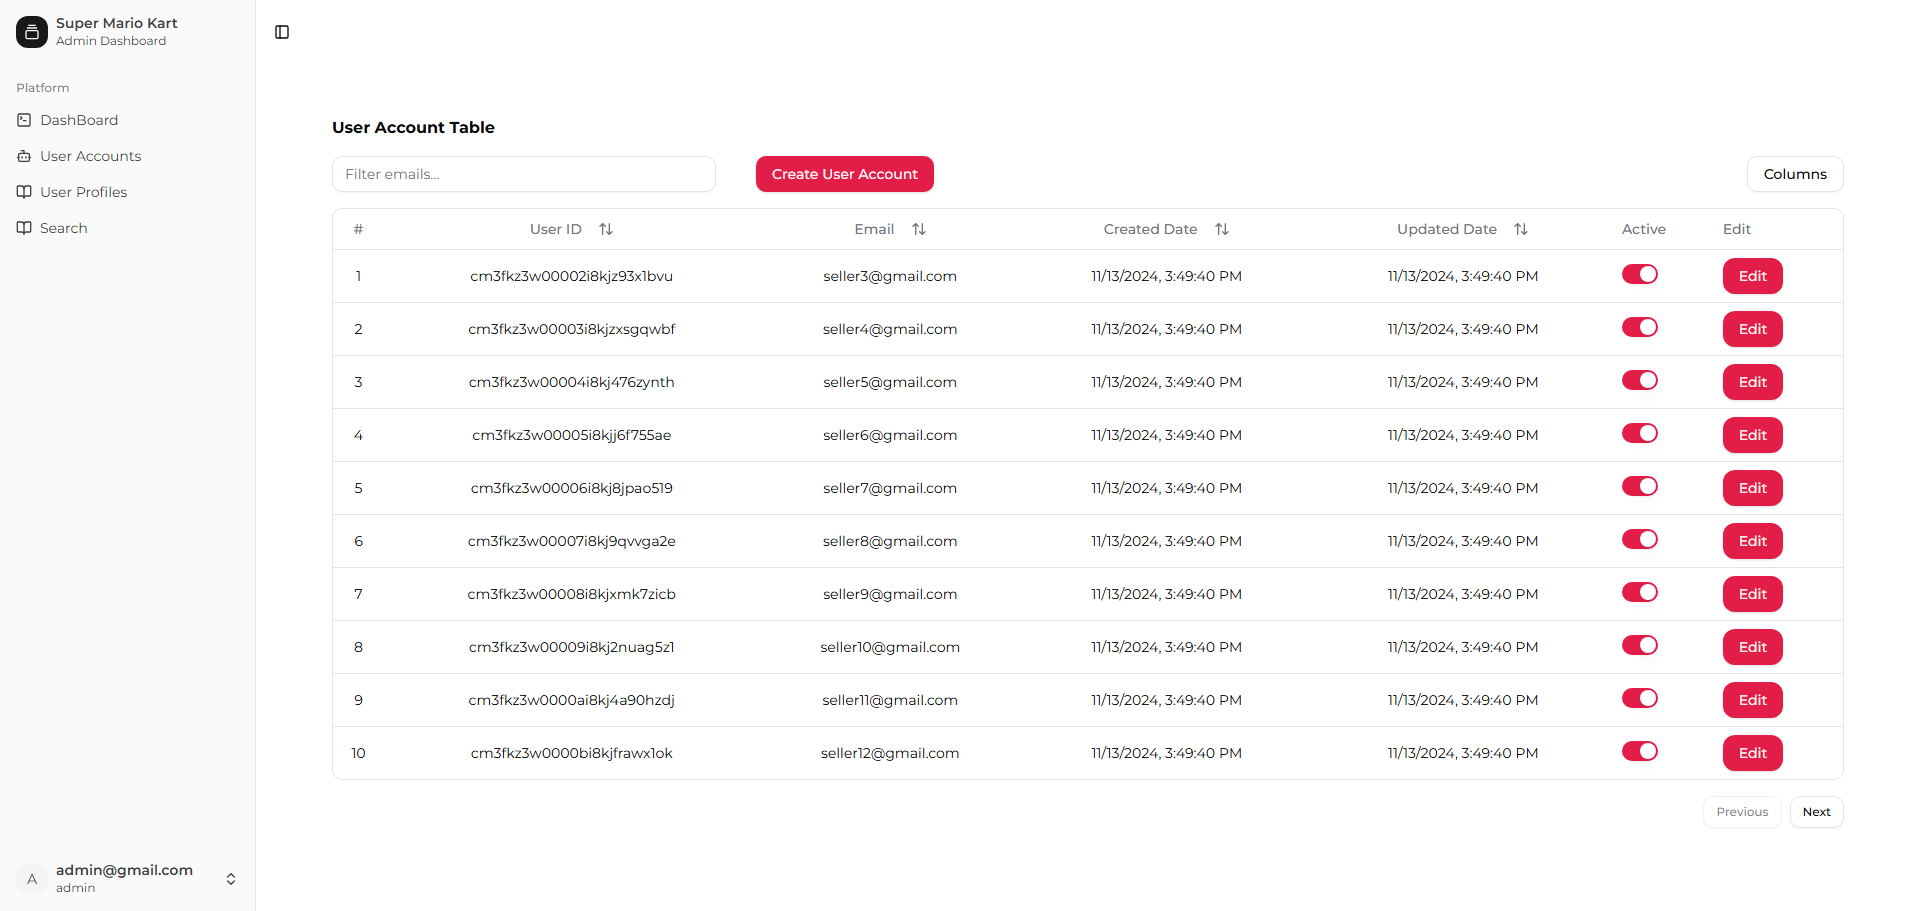 Super Mario Kart
Admin Dashboard
Platform
DashBoard
User Accounts
User Profiles
Search
User Account Table
Filter emails...
Create User Account
Columns
# User ID Email Created Date Updated Date Active Edit
1 cm3fkz3w00002i8kjz93x1bvu seller3@gmail.com 11/13/2024, 3:49:40 PM 11/13/2024, 3:49:40 PM Edit
2 cm3fkz3w00003i8kjzxsgqwbf seller4@gmail.com 11/13/2024, 3:49:40 PM 11/13/2024, 3:49:40 PM Edit
3 cm3fkz3w00004i8kj476zynth seller5@gmail.com 11/13/2024, 3:49:40 PM 11/13/2024, 3:49:40 PM Edit
4 cm3fkz3w00005i8kjj6f755ae seller6@gmail.com 11/13/2024, 3:49:40 PM 11/13/2024, 3:49:40 PM Edit
5 cm3fkz3w00006i8kj8jpao519 seller7@gmail.com 11/13/2024, 3:49:40 PM 11/13/2024, 3:49:40 PM Edit
6 cm3fkz3w00007i8kj9qvvga2e seller8@gmail.com 11/13/2024, 3:49:40 PM 11/13/2024, 3:49:40 PM Edit
7 cm3fkz3w00008i8kjxmk7zicb seller9@gmail.com 11/13/2024, 3:49:40 PM 11/13/2024, 3:49:40 PM Edit
8 cm3fkz3w00009i8kj2nuag5z1 seller10@gmail.com 11/13/2024, 3:49:40 PM 11/13/2024, 3:49:40 PM Edit
9 cm3fkz3w0000ai8kj4a90hzdj seller11@gmail.com 11/13/2024, 3:49:40 PM 11/13/2024, 3:49:40 PM Edit
10 cm3fkz3w0000bi8kjfrawx1ok seller12@gmail.com 11/13/2024, 3:49:40 PM 11/13/2024, 3:49:40 PM Edit
Previous Next
A
admin@gmail.com
admin